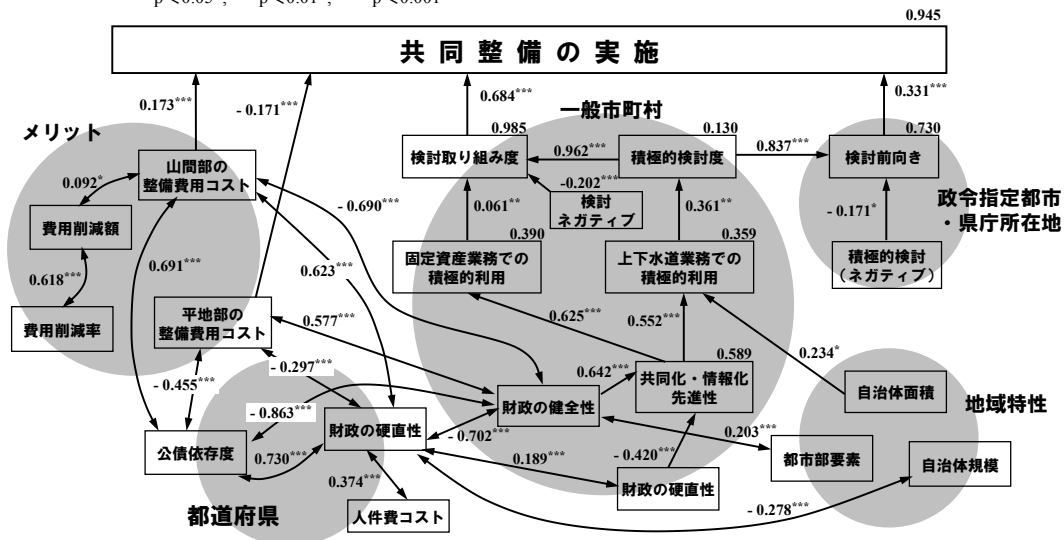 p<0.05 , p<0.01 , p<0.001
0.945
共同整備の実施
0.173***
- 0.171***
0.684***
0.331***
一般市町村
メリット
0.985
0.130
0.730
山間部の
整備費用コスト
検討取り組み度
0.962***
積極的検討度
0.837***
検討前向き
0.092*
-0.202***
検討
ネガティブ
政令指定都市
・県庁所在地
- 0.690***
0.061**
0.361**
- 0.171*
費用削減額
0.390
0.359
固定資産業務での
積極的利用
上下水道業務での
積極的利用
積極的検討
(ネガティブ)
0.691***
0.623***
0.618***
費用削減率
平地部の
整備費用コスト
0.577***
0.625***
0.552***
0.234*
0.589
- 0.297***
0.642***
共同化・情報化
先進性
自治体面積
- 0.455***
地域特性
- 0.863***
財政の健全性
公債依存度
財政の硬直性
- 0.702***
0.203***
0.730***
0.189***
- 0.420***
都市部要素
自治体規模
0.374***
財政の硬直性
都道府県
人件費コスト
- 0.278***